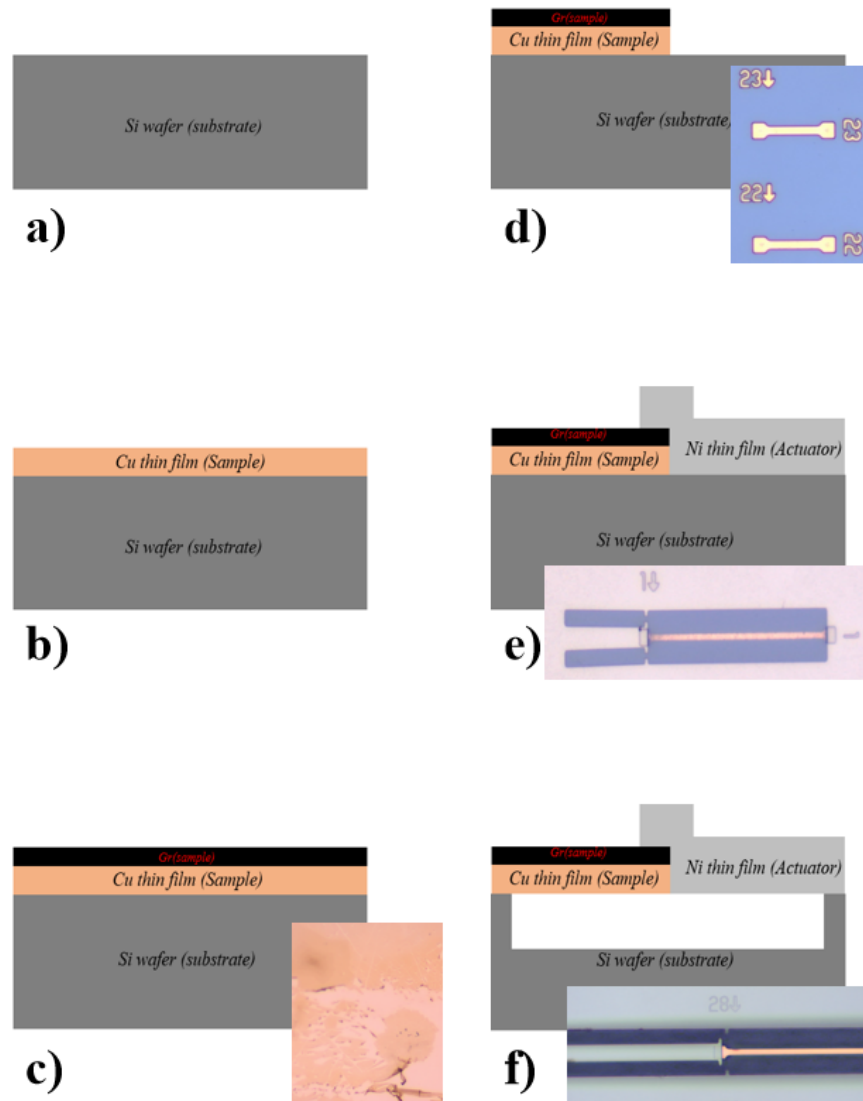 Si wafer (substrate)
a)
Cu thin film (Sample)
Si wafer (substrate)
b)
Gr(sample)
Cu thin film (Sample)
Si wafer (substrate)
c)
Gr(sample)
Cu thin film (Sample)
Si wafer (substrate)
23↓
23
22↓
22
d)
Gr(sample)
Cu thin film (Sample)
Ni thin film (Actuator)
Si wafer (substrate)
1↓
1
e)
Gr(sample)
Cu thin film (Sample)
Ni thin film (Actuator)
Si wafer (substrate)
28↓
f)